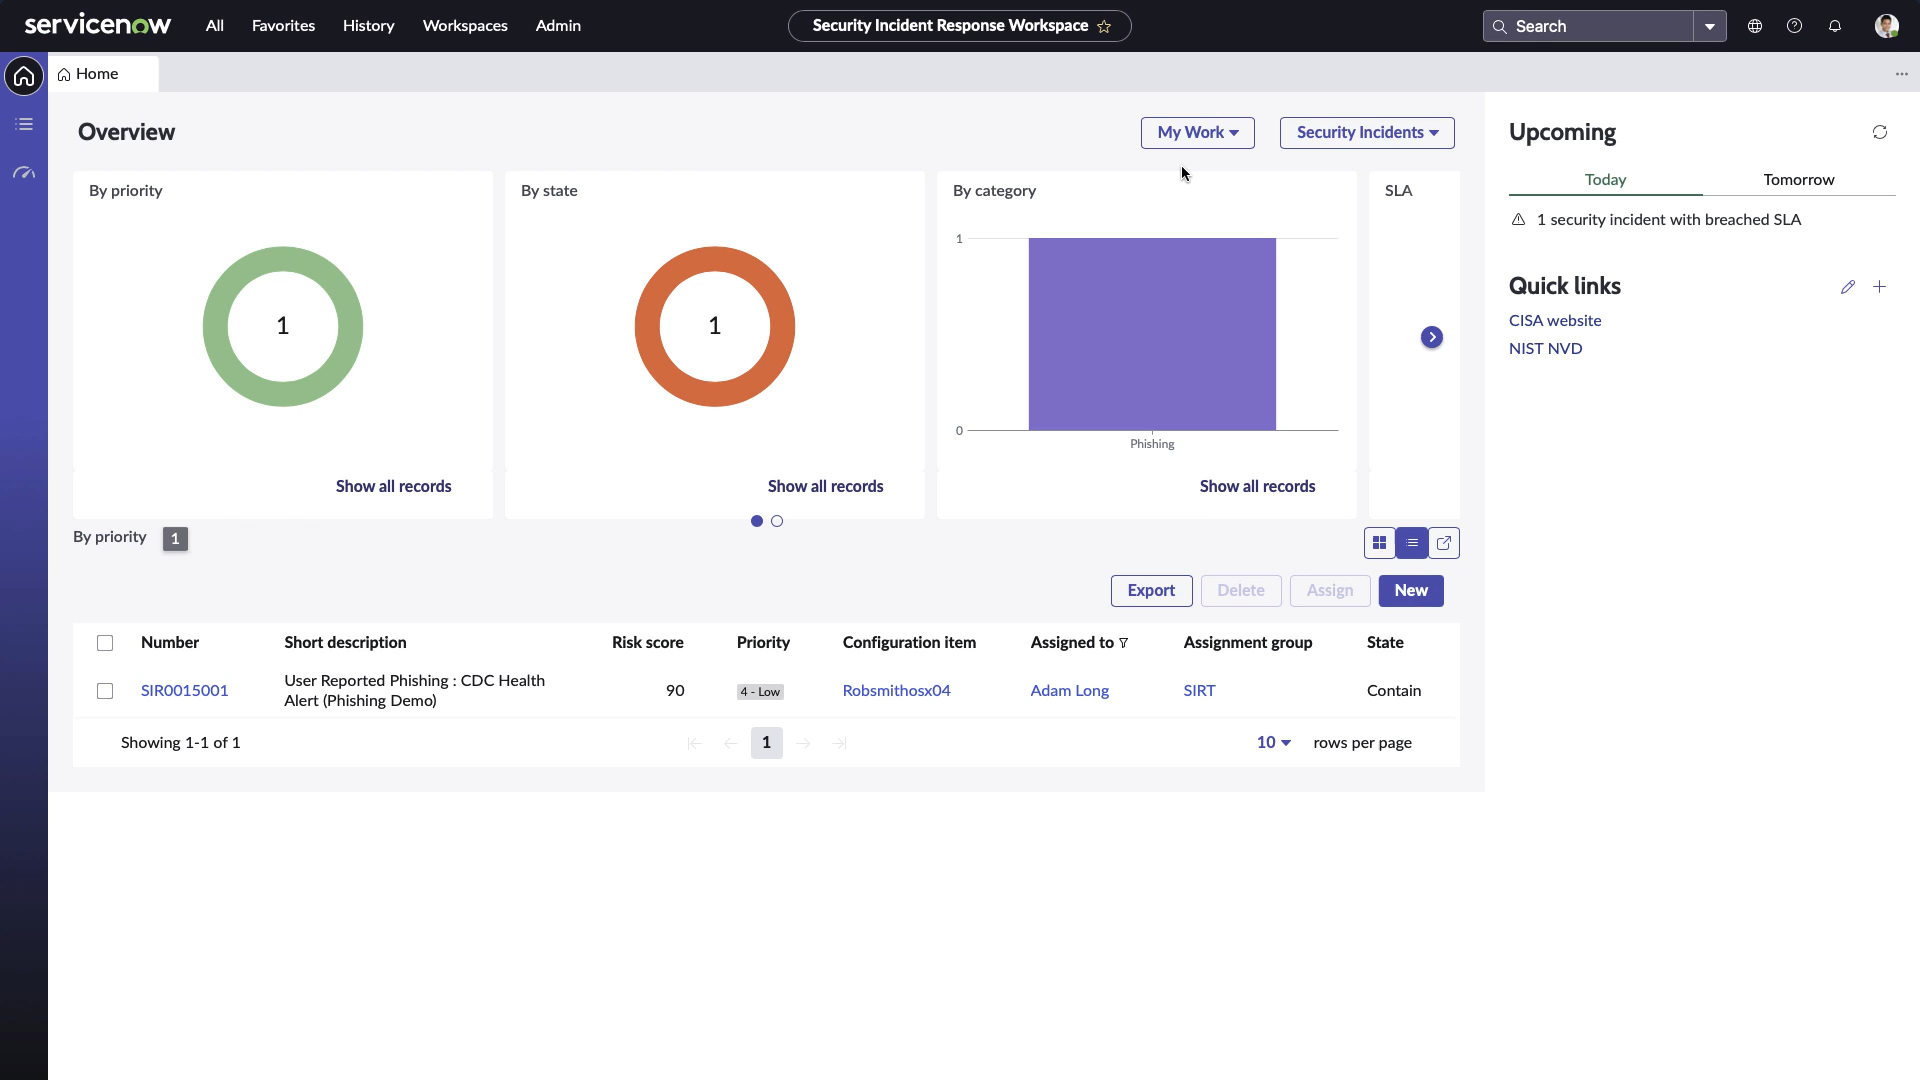 servicenow All Favorites History Workspaces Admin Security Incident Response Workspace Search
Home
Overview My Work Security Incidents
By priority
1
Show all records
By state
1
Show all records
By category
1
0
Phishing
Show all records
SLA
Upcoming
Today Tomorrow
1 security incident with breached SLA
Quick links
CISA website
NIST NVD
By priority 1
Export Delete Assign New
Number Short description Risk score Priority Configuration item Assigned to Assignment group State
SIR0015001 User Reported Phishing : CDC Health
Alert (Phishing Demo) 90 4 - Low Robsmithosx04 Adam Long SIRT Contain
Showing 1-1 of 1 1 10 rows per page